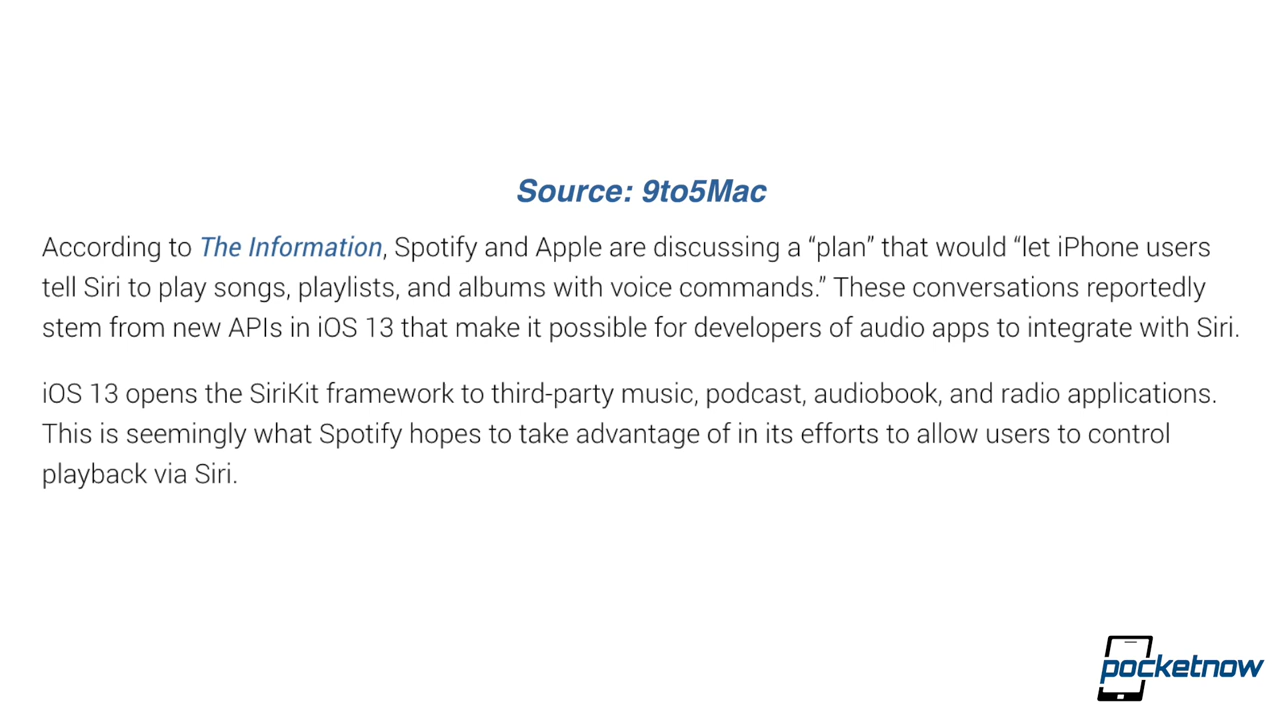 Source: 9to5Mac
According to The Information, Spotify and Apple are discussing a “plan” that would “let iPhone users
tell Siri to play songs, playlists, and albums with voice commands.” These conversations reportedly
stem from new APIs in iOS 13 that make it possible for developers of audio apps to integrate with Siri.
iOS 13 opens the SiriKit framework to third-party music, podcast, audiobook, and radio applications.
This is seemingly what Spotify hopes to take advantage of in its efforts to allow users to control
playback via Siri.
pocketnow